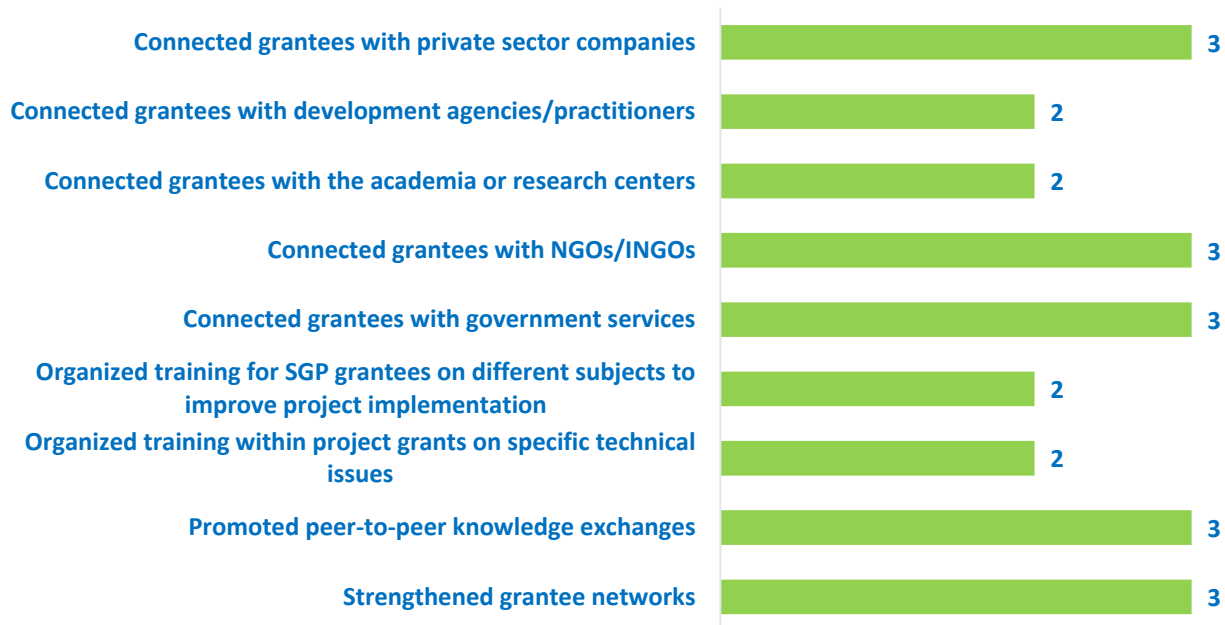 Connected grantees with private sector companies 3
Connected grantees with development agencies/practitioners 2
Connected grantees with the academia or research centers 2
Connected grantees with NGOs/INGOs 3
Connected grantees with government services 3
Organized training for SGP grantees on different subjects to
improve project implementation 2
Organized training within project grants on specific technical
issues 2
Promoted peer-to-peer knowledge exchanges 3
Strengthened grantee networks 3